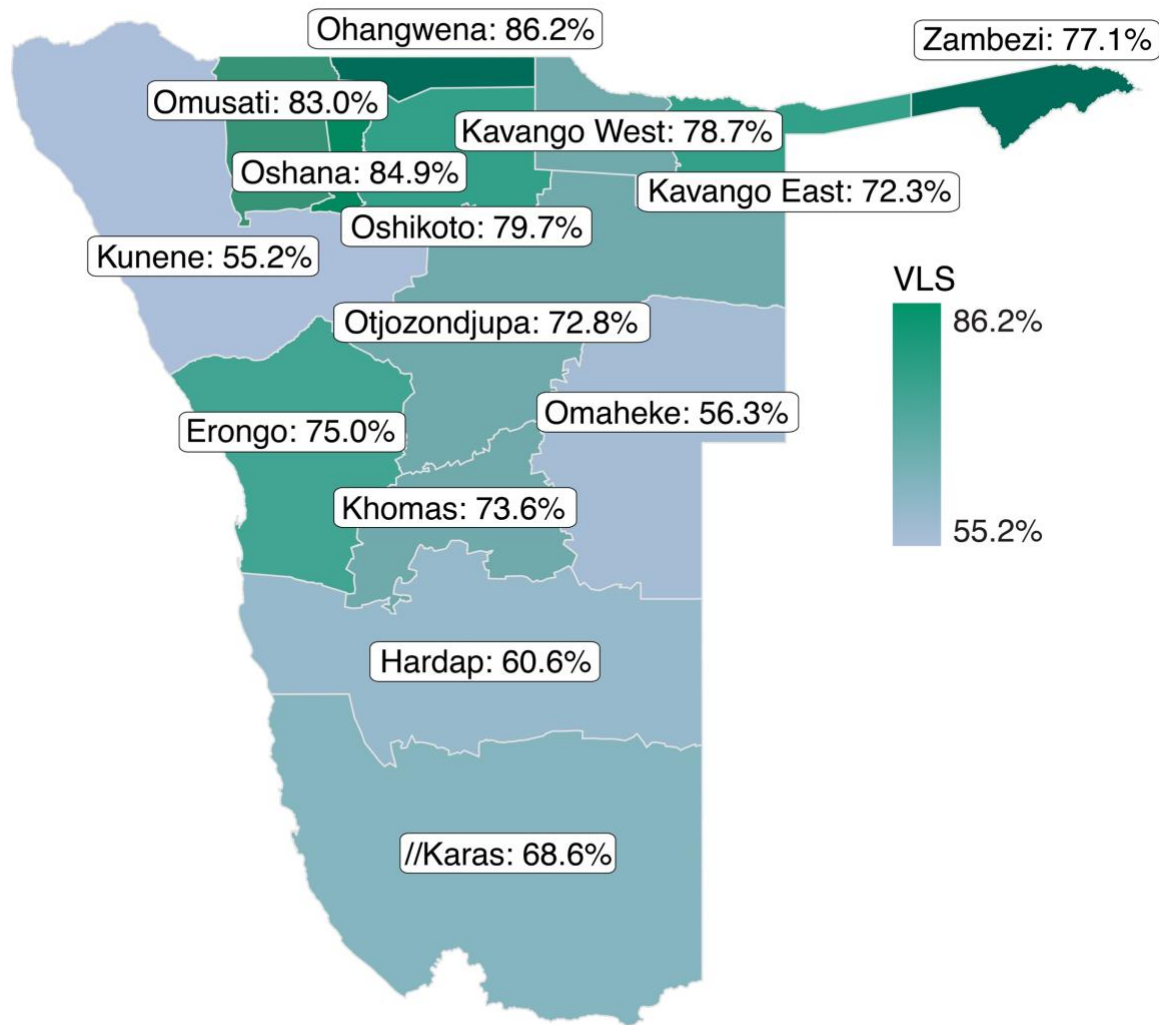 Ohangwena: 86.2%
Zambezi: 77.1%
Omusati: 83.0%
Kavango West: 78.7%
Oshana: 84.9%
Kavango East: 72.3%
Oshikoto: 79.7%
Kunene: 55.2%
VLS
86.2%
55.2%
Otjozondjupa: 72.8%
Omaheke: 56.3%
Erongo: 75.0%
Khomas: 73.6%
Hardap: 60.6%
//Karas: 68.6%